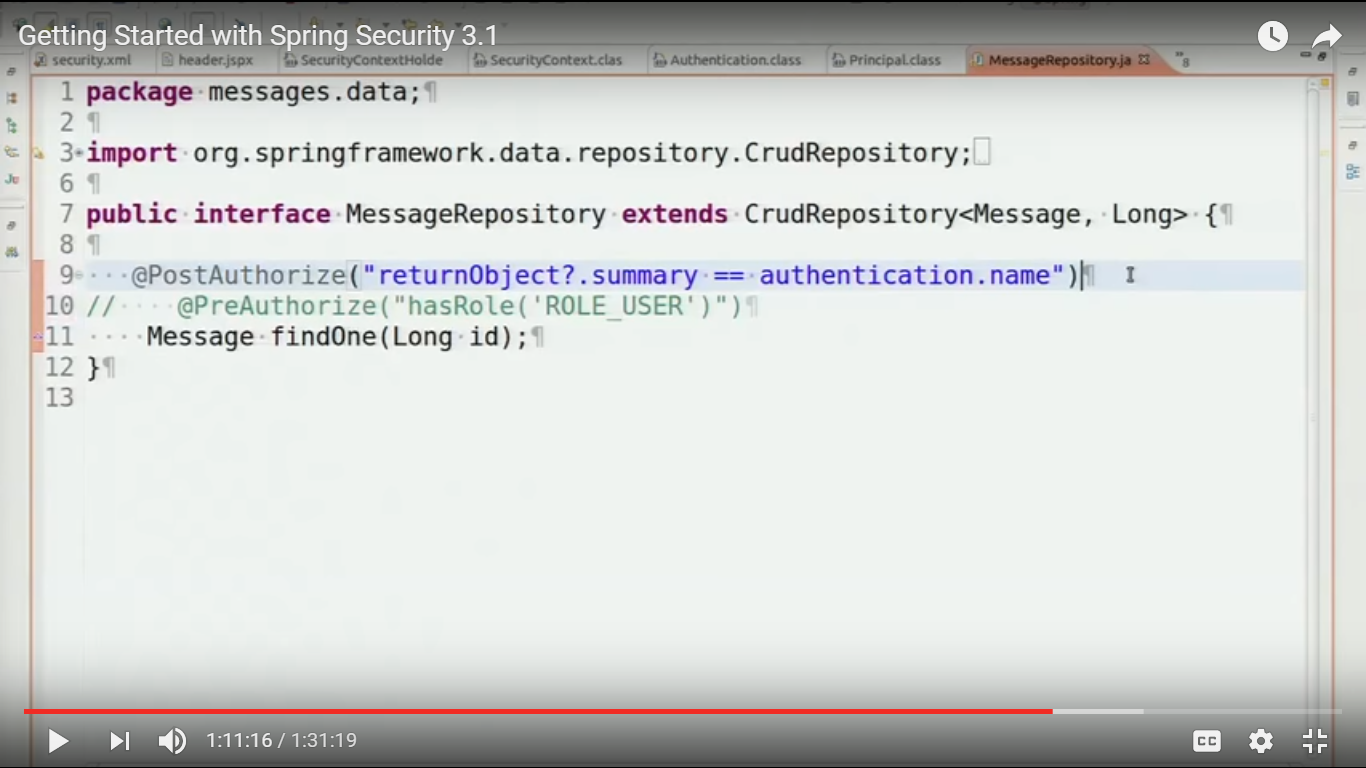 Getting Started with Spring Security 3.1
security.xml header.jspx SecurityContextHolde SecurityContext.clas Authentication.classs Principal.class MessageRepository.ja "8
1 package messages.data;¶
2 ¶
3 import org.springframework.data.repository.CrudRepository;
6 ¶
7 public interface MessageRepository extends CrudRepository<Message, Long> {¶
8 ¶
9 @PostAuthorize("returnObject?.summary == authentication.name")¶
10 // @PreAuthorize("hasRole('ROLE_USER')")¶
11 Message findOne(Long id);¶
12 }¶
13
1:11:16 / 1:31:19 CC